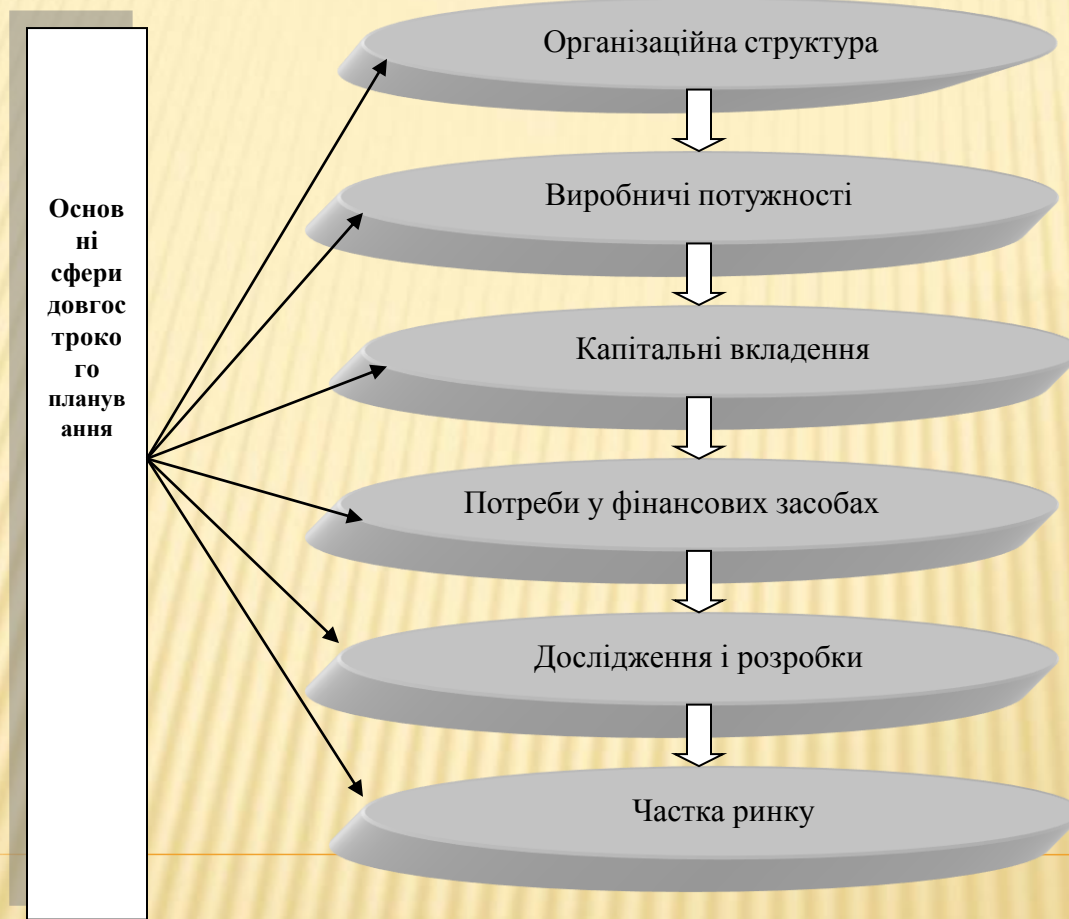 Основ
ні
сфери
довгос
троко
го
планув
ання
Організаційна структура
Виробничі потужності
Капітальні вкладення
Потреби у фінансових засобах
Дослідження і розробки
Частка ринку